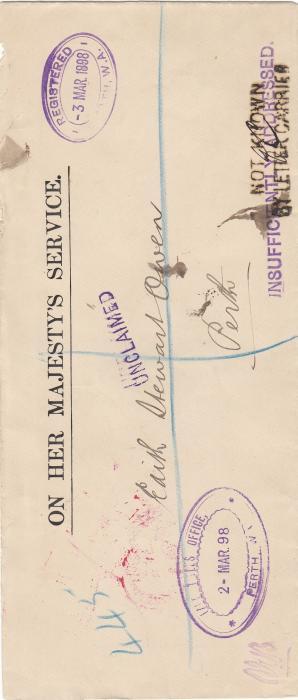 ON HER MAJESTY'S SERVICE.
REGISTERED
-3 MAR 1898
W.A.
UNCLAIMED
NOT KNOWN
BY LETTER CARRIER
INSUFFICIENTLY ADDRESSED.
Edith Stewart Owen
Perth
445
OFFICE,
2-MAR.98
PERTH